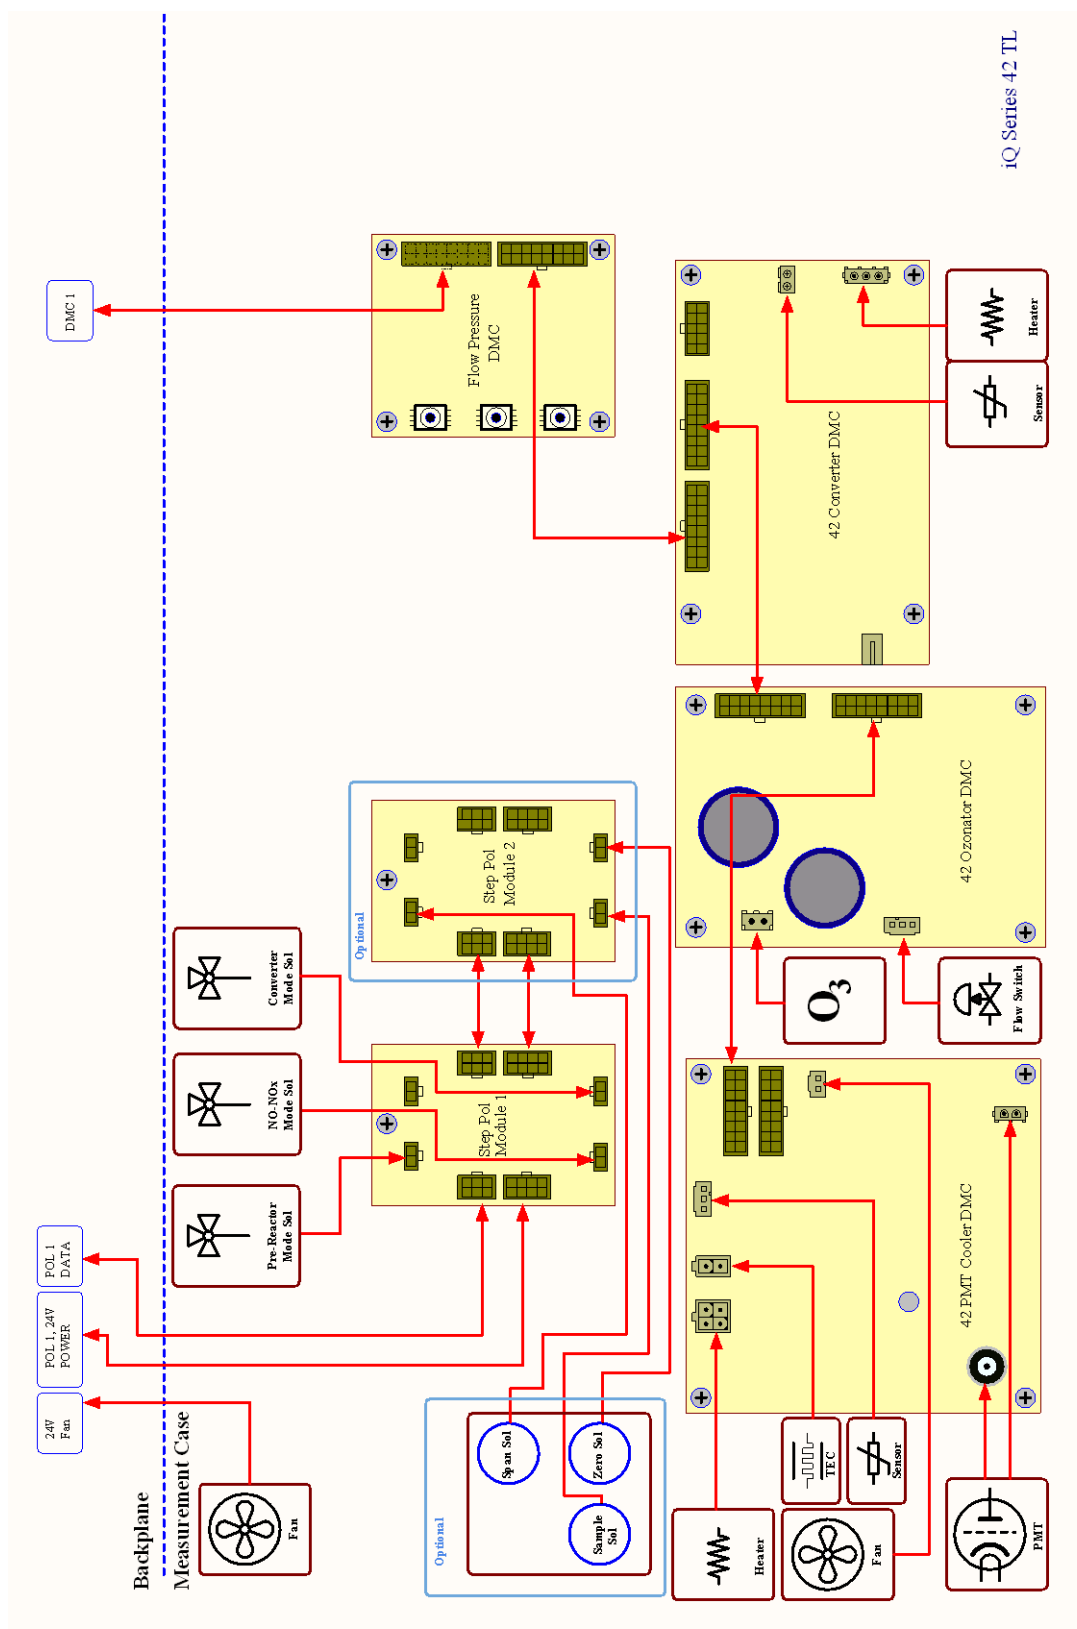 iQ Series 42 TL
Backplane
Measurement Case
24V
Fan
POL 1, 24V
POWER
POL 1
DATA
DMC 1
Fan
Pre-Reactor
Mode Sol
NO-NOx
Mode Sol
Converter
Mode Sol
Step Pol
Module 1
Optional
Step Pol
Module 2
Flow Pressure
DMC
Optional
Span Sol
Zero Sol
Sample
Sol
Heater
TEC
Sensor
Fan
PMT
42 PMT Cooler DMC
O3
Flow Switch
42 Ozonator DMC
42 Converter DMC
Sensor
Heater